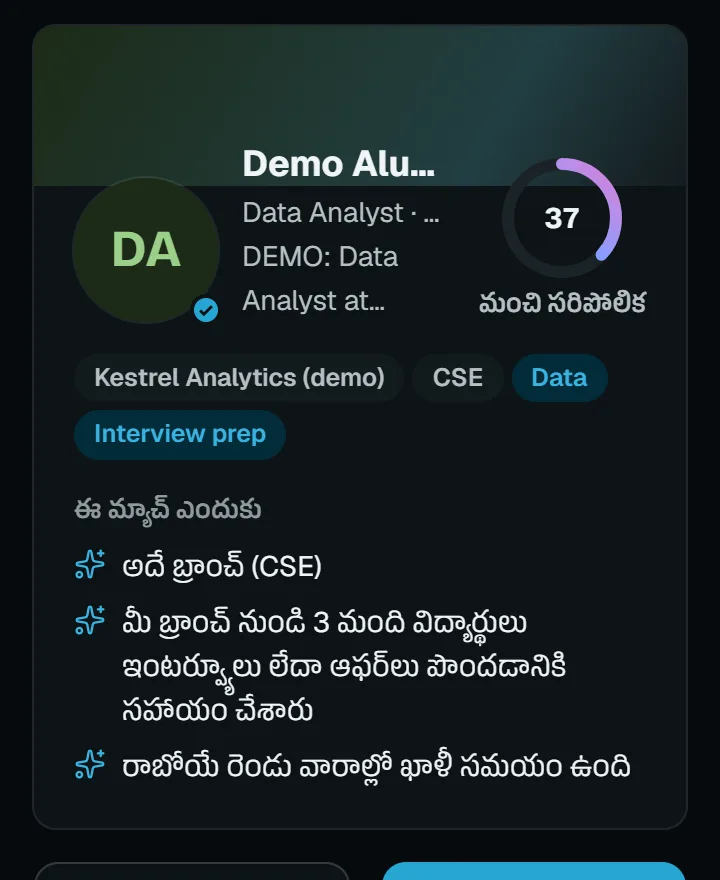 Demo Alu...
Data Analyst · ...
DEMO: Data
Analyst at...
DA
37
మంచి సరిపోలిక
Kestrel Analytics (demo)
CSE
Data
Interview prep
ఈ మ్యాచ్ ఎందుకు
అదే బ్రాంచ్ (CSE)
మీ బ్రాంచ్ నుండి 3 మంది విద్యార్థులు
ఇంటర్వ్యూలు లేదా ఆఫర్‌లు పొందడానికి
సహాయం చేశారు
రాబోయే రెండు వారాల్లో ఖాళీ సమయం ఉంది